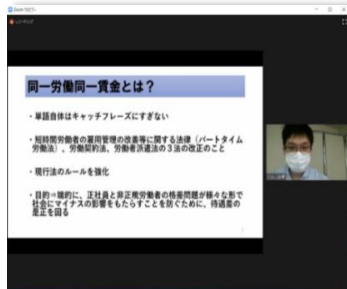 同一労働同一賃金とは?
・単語自体はキャッチフレーズにすぎない
・短時間労働者の雇用管理の改善等に関する法律(パートタイム
労働法)、労働契約法、労働者派遣法の3法の改正のこと
・現行法のルールを強化
・目的⇒端的に、正社員と非正規労働者の格差問題が様々な形で
社会にマイナスの影響をもたらすことを防ぐために、待遇差の
是正を図る